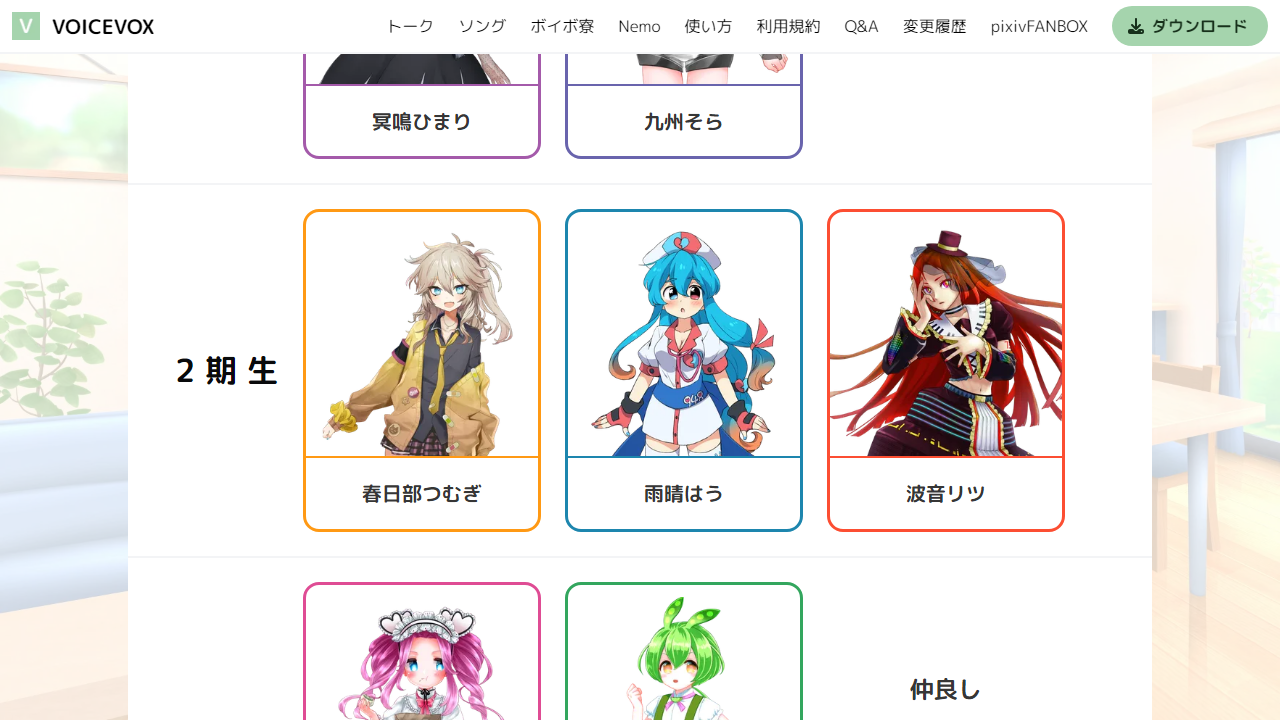 V VOICEVOX
トーク ソング ボイボ寮 Nemo 使い方 利用規約 Q&A 変更履歴 pixivFANBOX ダウンロード
冥鳴ひまり
九州そら
2期生
春日部つむぎ
雨晴はう
波音リツ
仲良し